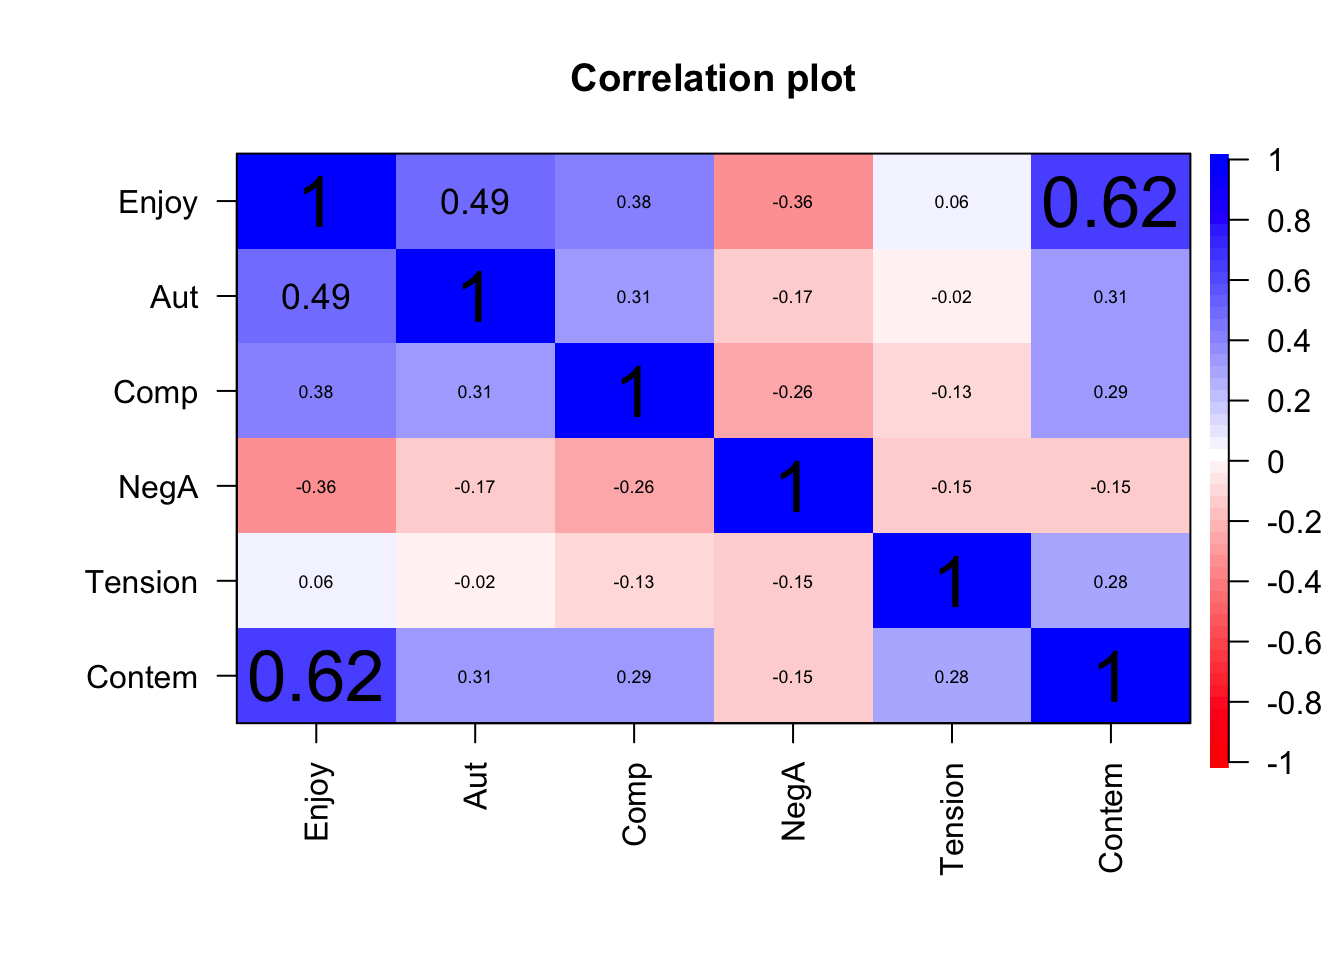 Correlation plot
Enjoy 1 0.49 0.38 -0.36 0.06 0.62
Aut 0.49 1 0.31 -0.17 -0.02 0.31
Comp 0.38 0.31 1 -0.26 -0.13 0.29
NegA -0.36 -0.17 -0.26 1 -0.15 -0.15
Tension 0.06 -0.02 -0.13 -0.15 1 0.28
Contem 0.62 0.31 0.29 -0.15 0.28 1
Enjoy Aut Comp NegA Tension Contem
1
0.8
0.6
0.4
0.2
0
-0.2
-0.4
-0.6
-0.8
-1